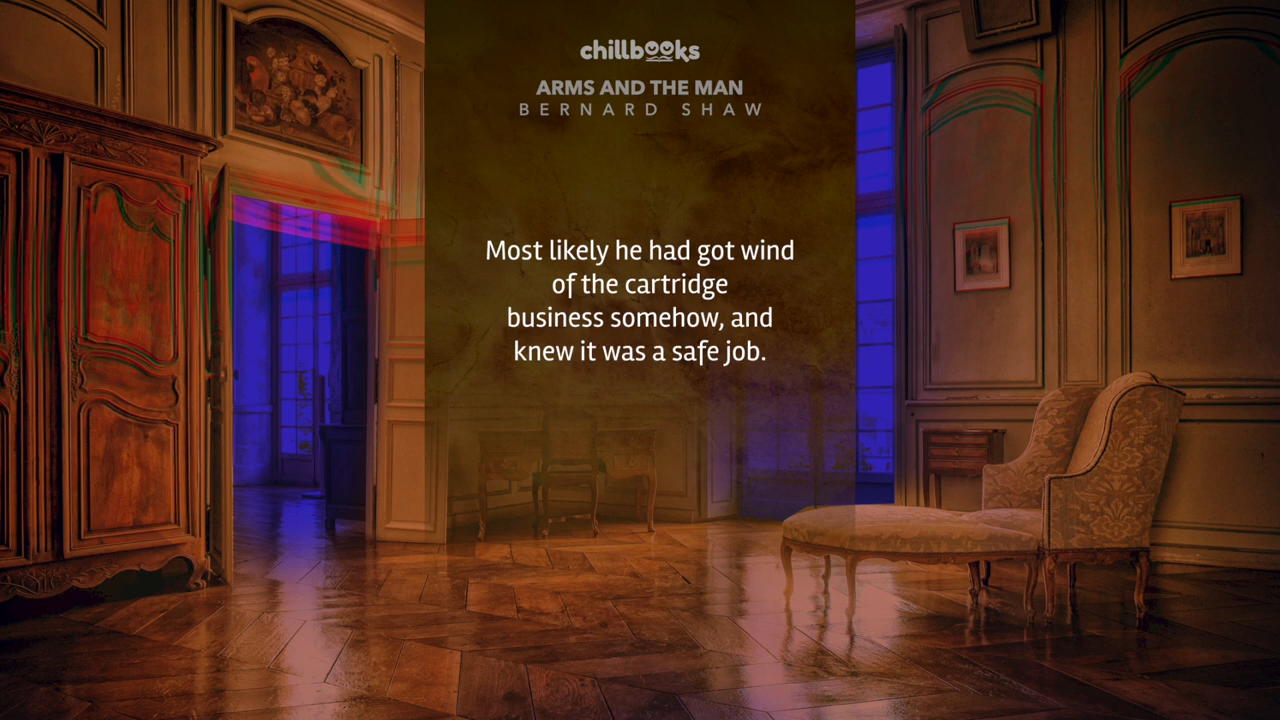 chillbooks
ARMS AND THE MAN
BERNARD SHAW
Most likely he had got wind
of the cartridge
business somehow, and
knew it was a safe job.